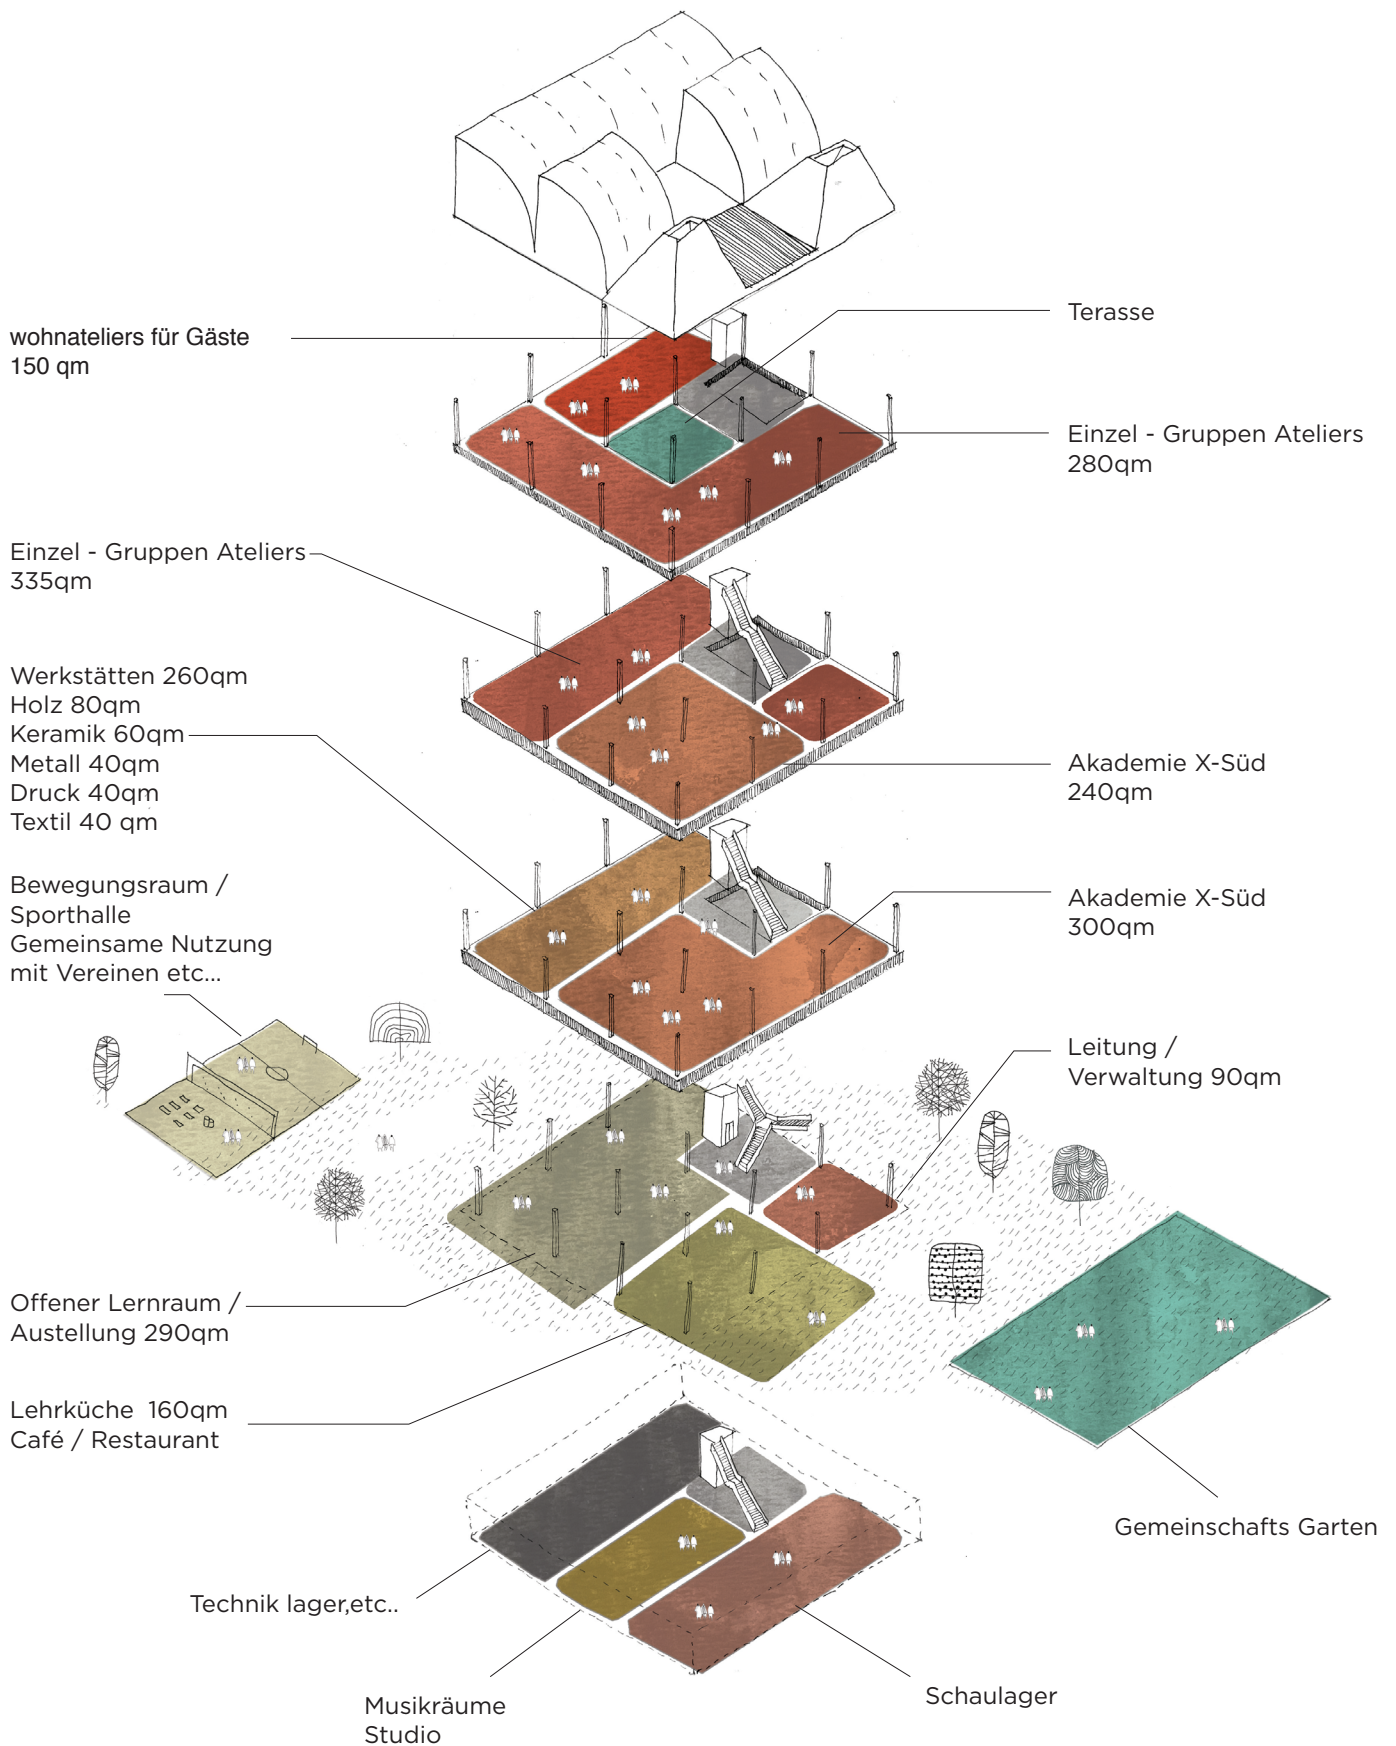 Terasse
wohnateliers für Gäste
150 qm
Einzel - Gruppen Ateliers
280qm
Einzel - Gruppen Ateliers
335qm
Werkstätten 260qm
Holz 80qm
Keramik 60qm
Metall 40qm
Druck 40qm
Textil 40 qm
Akademie X-Süd
240qm
Bewegungsraum /
Sporthalle
Gemeinsame Nutzung
mit Vereinen etc...
Akademie X-Süd
300qm
Leitung /
Verwaltung 90qm
Offener Lernraum /
Austellung 290qm
Lehrküche 160qm
Café / Restaurant
Gemeinschafts Garten
Technik lager,etc..
Schaulager
Musikräume
Studio